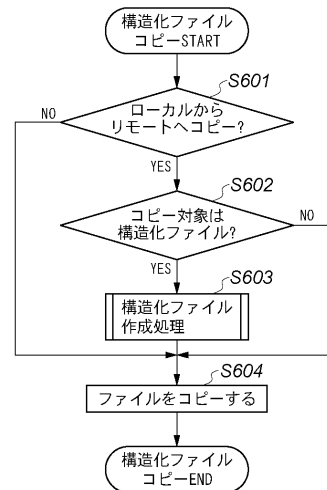 構造化ファイル
コピーSTART
S601
ローカルから
リモートへコピー?
NO
YES
S602
コピー対象は
構造化ファイル?
NO
YES
S603
構造化ファイル
作成処理
S604
ファイルをコピーする
構造化ファイル
コピーEND